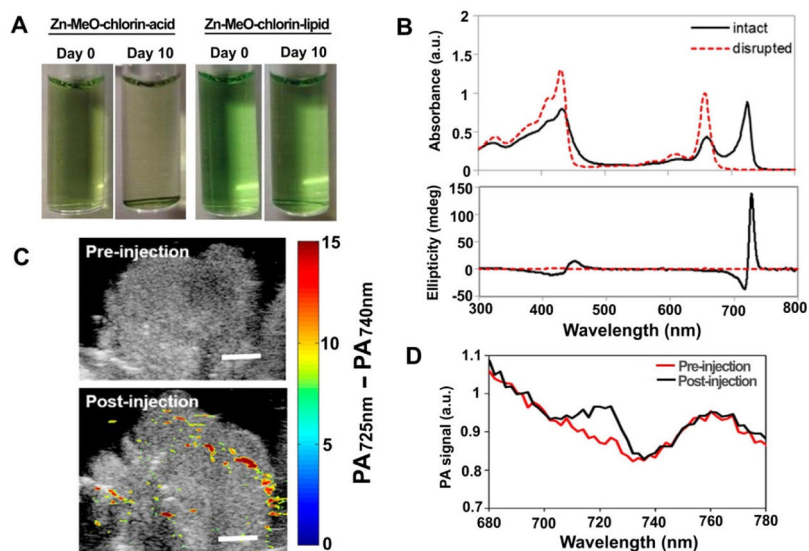 A
Zn-MeO-chlorin-acid
Zn-MeO-chlorin-lipid
Day 0
Day 10
Day 0
Day 10
B
intact
disrupted
Absorbance (a.u.)
2
1.5
1
0.5
0
Ellipticity (mdeg)
150
100
50
0
-50
300
400
500
600
700
800
Wavelength (nm)
C
Pre-injection
Post-injection
15
10
5
0
PA725nm – PA740nm
D
Pre-injection
Post-injection
PA signal (a.u.)
1.1
1
0.9
0.8
0.7
680
700
720
740
760
780
Wavelength (nm)